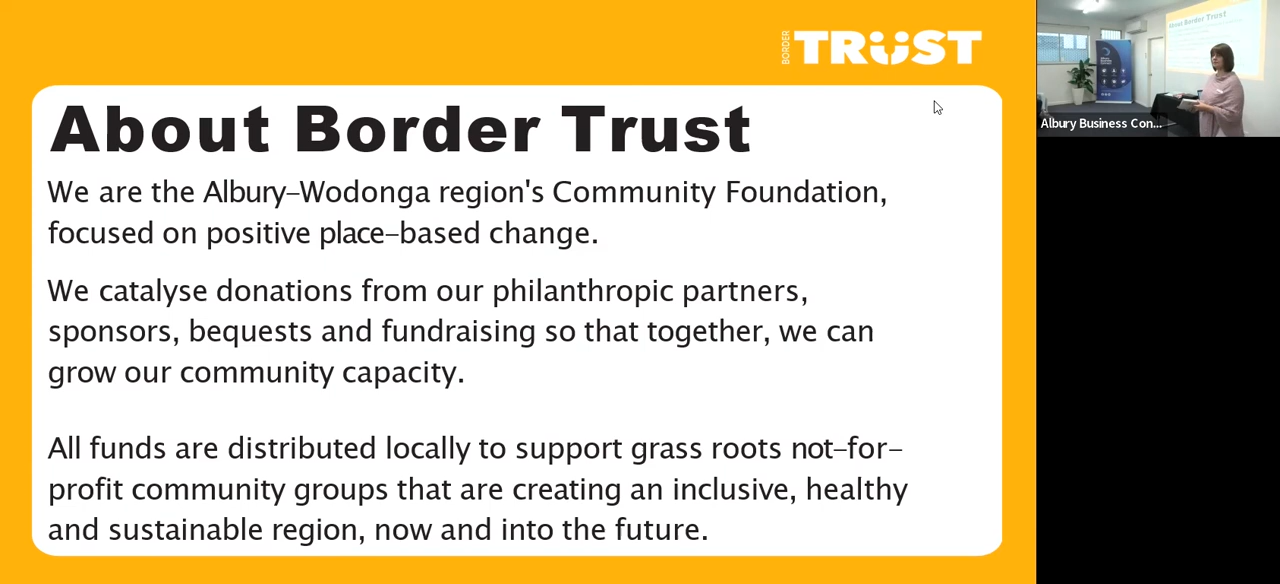 BORDER TRUST
About Border Trust
We are the Albury–Wodonga region's Community Foundation,
focused on positive place–based change.
We catalyse donations from our philanthropic partners,
sponsors, bequests and fundraising so that together, we can
grow our community capacity.
All funds are distributed locally to support grass roots not–for–
profit community groups that are creating an inclusive, healthy
and sustainable region, now and into the future.
About Border Trust
Albury Business Con...